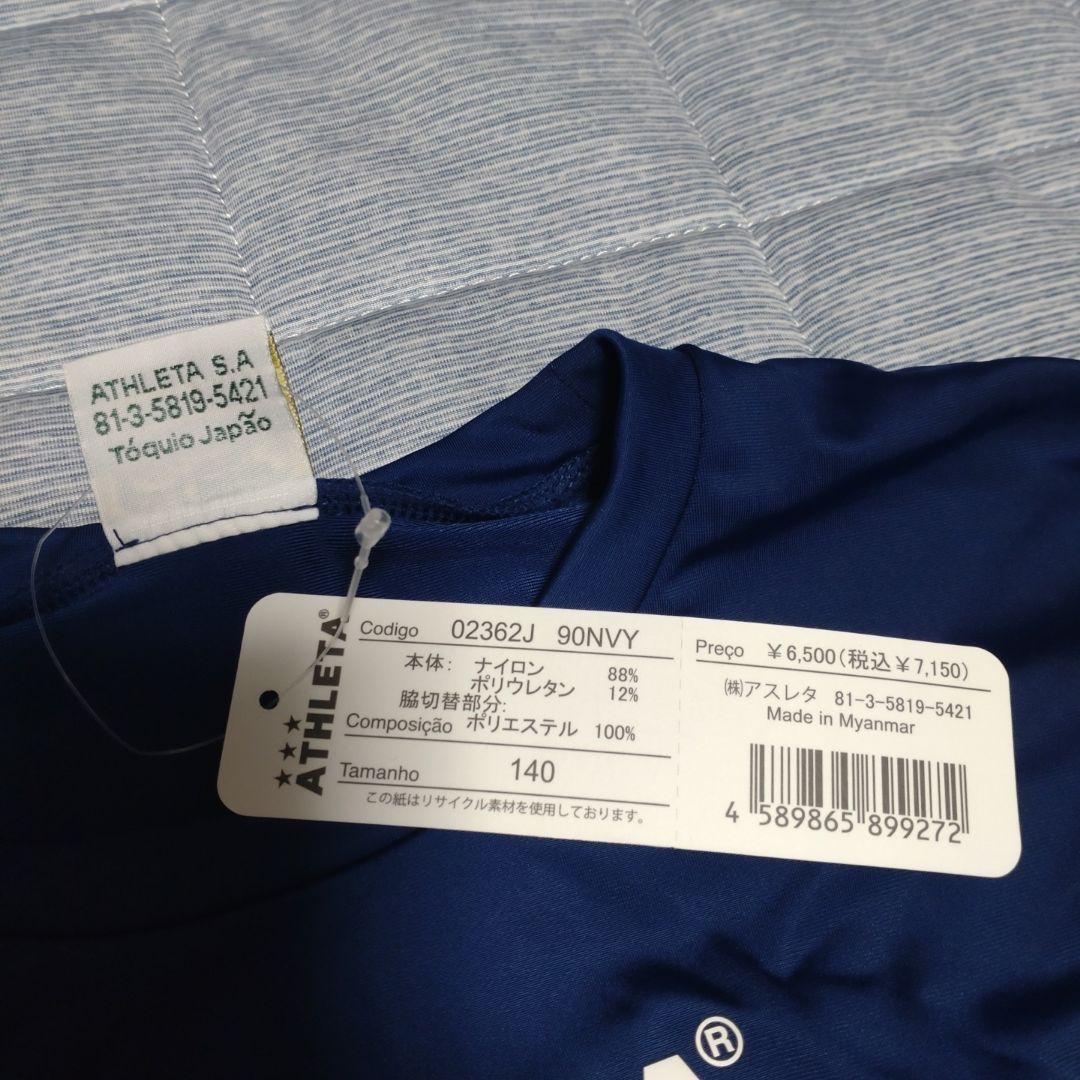 ATHLETA S.A
81-3-5819-5421
Tóquio Japão
ATHLETA®
Codigo 02362J 90NVY
本体: ナイロン 88%
ポリウレタン 12%
脇切替部分:
Composição ポリエステル 100%
Tamanho 140
この紙はリサイクル素材を使用しております。
Preço ¥6,500(税込¥7,150)
㈱アスレタ 81-3-5819-5421
Made in Myanmar
4 589865 899272
A®